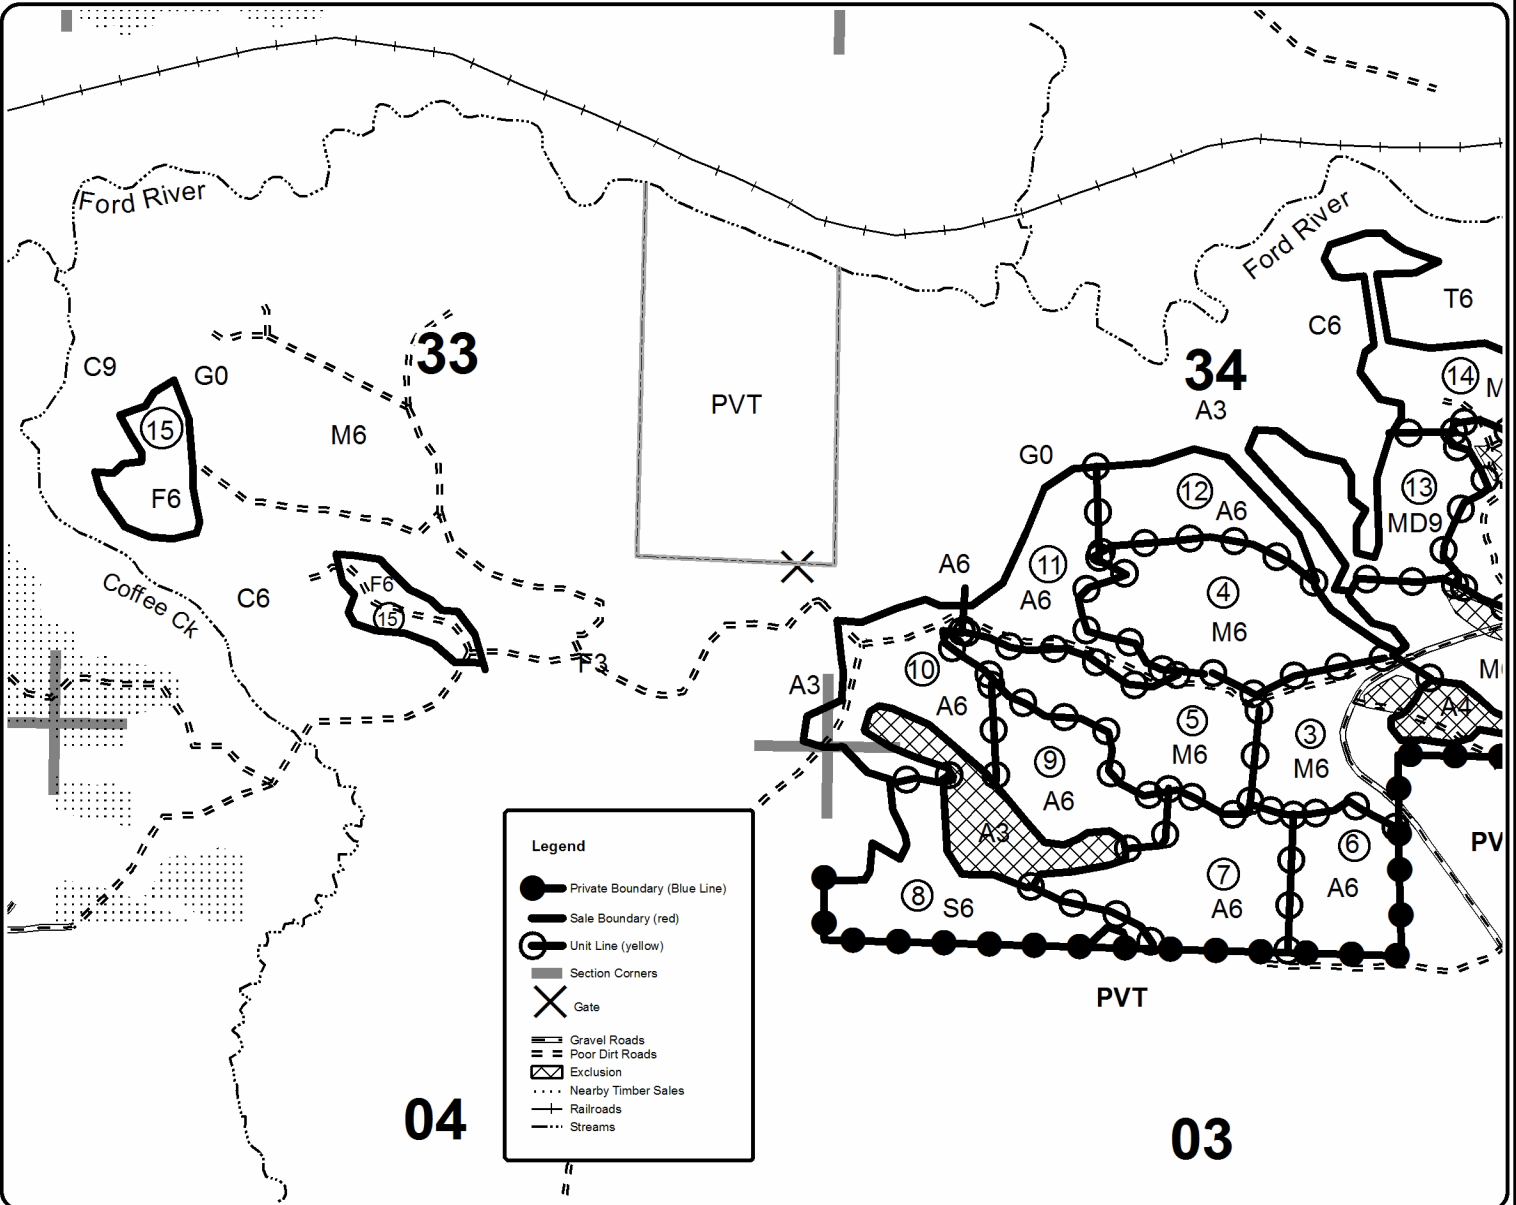 Ford River
Ford River
T6
C6
33
34
C9
G0
14
M
PVT
A3
15
M6
G0
12
13
F6
A6
MD9
A6
11
F6
C6
4
A6
15
Coffee Ck
M6
F3
10
M6
A3
A6
5
A4
3
M6
9
M6
A6
A3
6
PV
7
A6
8
S6
A6
PVT
Legend
Private Boundary (Blue Line)
Sale Boundary (red)
Unit Line (yellow)
Section Corners
Gate
Gravel Roads
Poor Dirt Roads
Exclusion
Nearby Timber Sales
Railroads
Streams
04
03